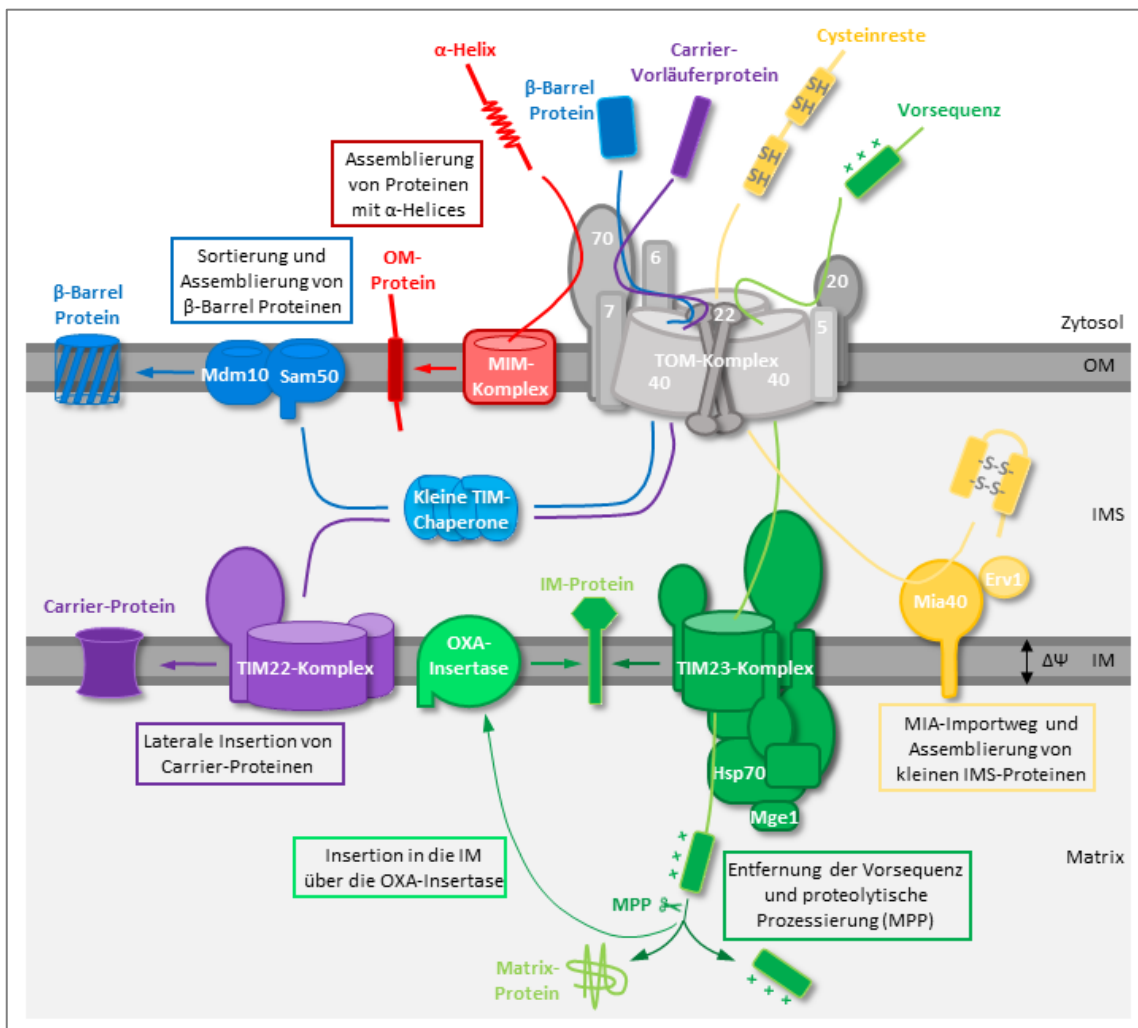 α-Helix
Carrier-
Vorläuferprotein
Cysteinreste
β-Barrel
Protein
Vorsequenz
SH
SH
SH
SH
+ + +
Assemblierung
von Proteinen
mit α-Helices
Sortierung und
Assemblierung von
β-Barrel Proteinen
OM-
Protein
β-Barrel
Protein
70
6
7
22
20
5
Zytosol
OM
TOM-Komplex
40
40
Mdm10
Sam50
MIM-
Komplex
Kleine TIM-
Chaperone
-S-S-
-S-S-
IMS
Erv1
Mia40
Carrier-Protein
IM-Protein
TIM22-Komplex
OXA-
Insertase
TIM23-Komplex
ΔΨ
IM
Laterale Insertion von
Carrier-Proteinen
MIA-Importweg und
Assemblierung von
kleinen IMS-Proteinen
Hsp70
Mge1
Insertion in die IM
über die OXA-Insertase
+ + +
MPP
Entfernung der Vorsequenz
und proteolytische
Prozessierung (MPP)
Matrix
Matrix-
Protein
+ + +